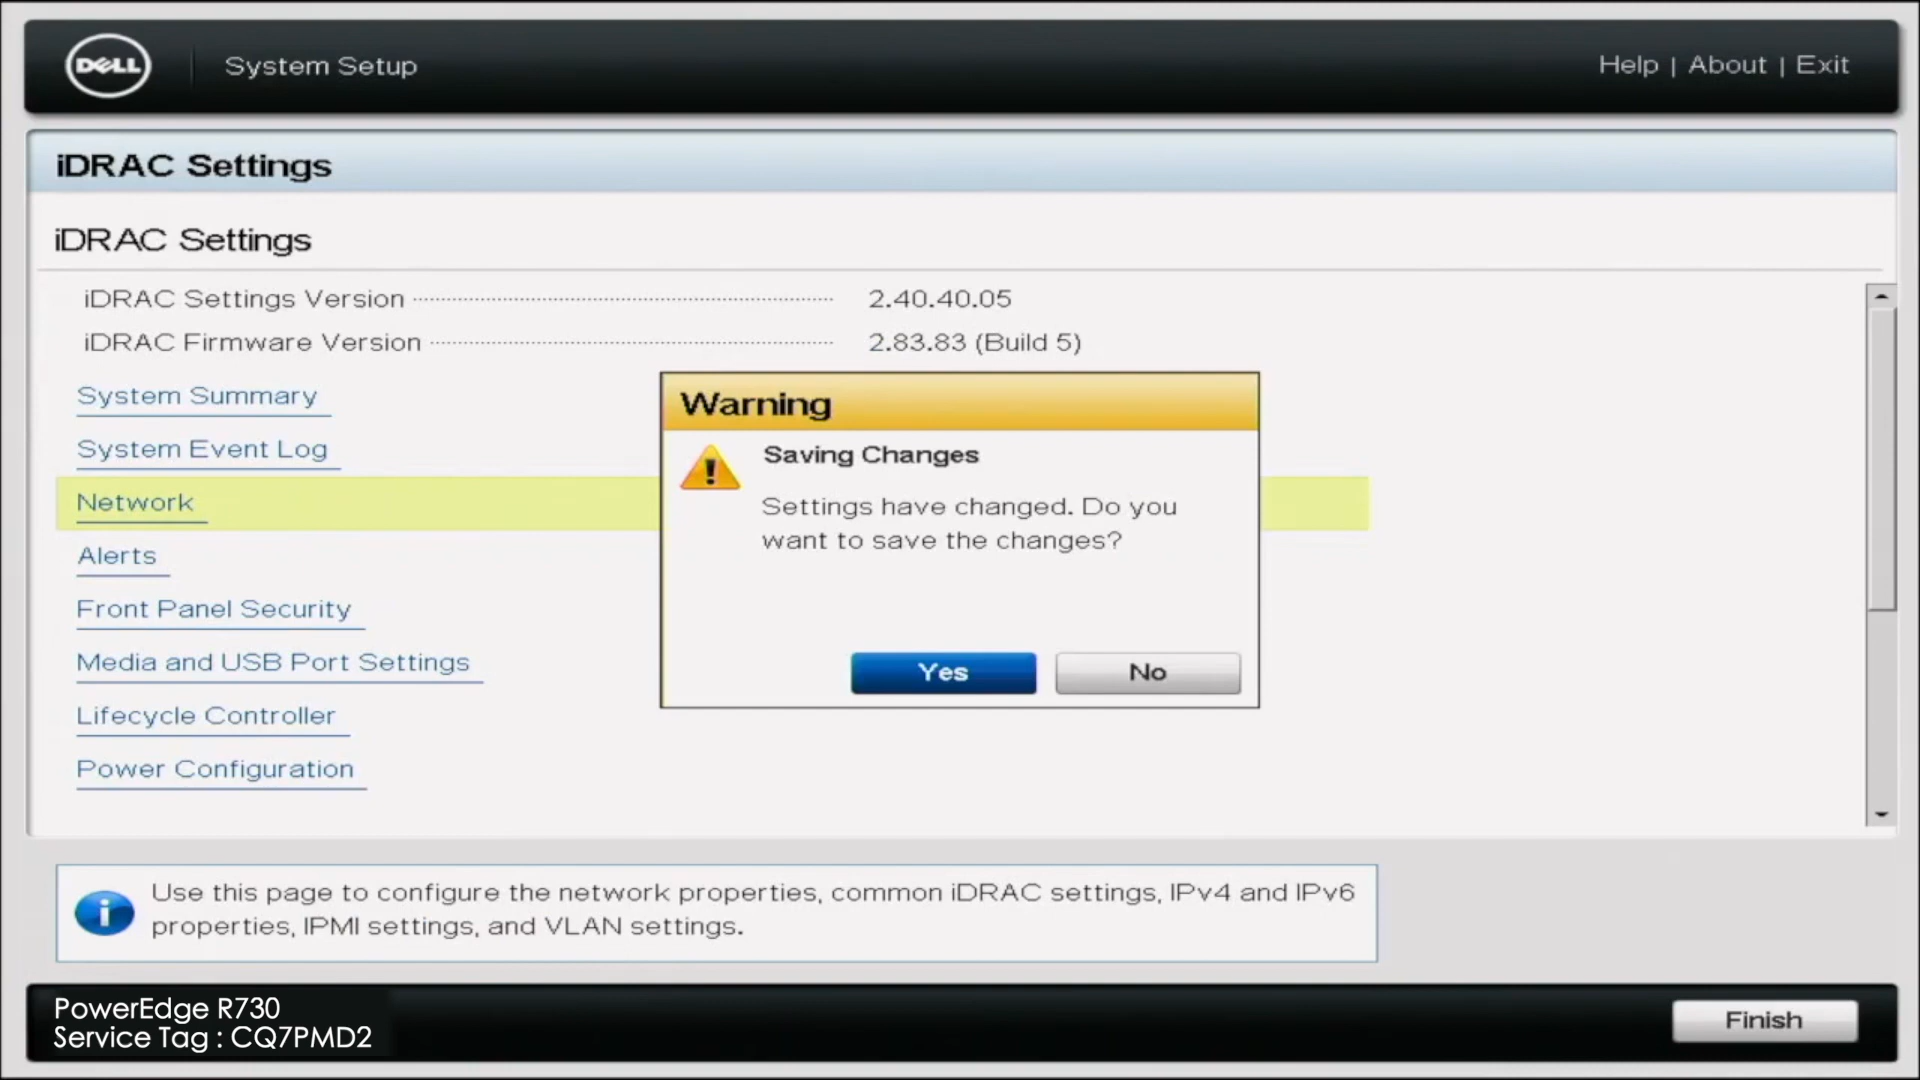 DELL
System Setup
Help | About | Exit
iDRAC Settings
iDRAC Settings
iDRAC Settings Version 2.40.40.05
iDRAC Firmware Version 2.83.83 (Build 5)
System Summary
System Event Log
Network
Alerts
Front Panel Security
Media and USB Port Settings
Lifecycle Controller
Power Configuration
Warning
Saving Changes
Settings have changed. Do you
want to save the changes?
Yes No
Use this page to configure the network properties, common iDRAC settings, IPv4 and IPv6
properties, IPMI settings, and VLAN settings.
PowerEdge R730
Service Tag : CQ7PMD2
Finish